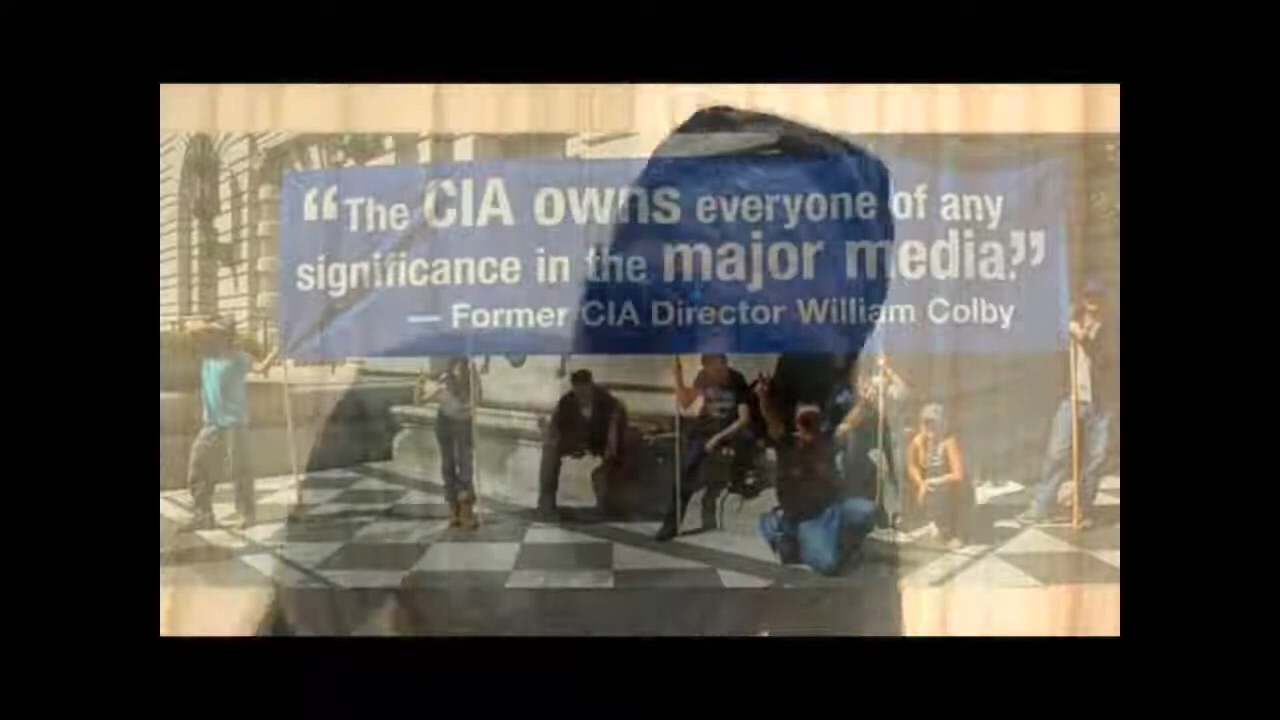 “The CIA owns everyone of any
significance in the major media.”
— Former CIA Director William Colby